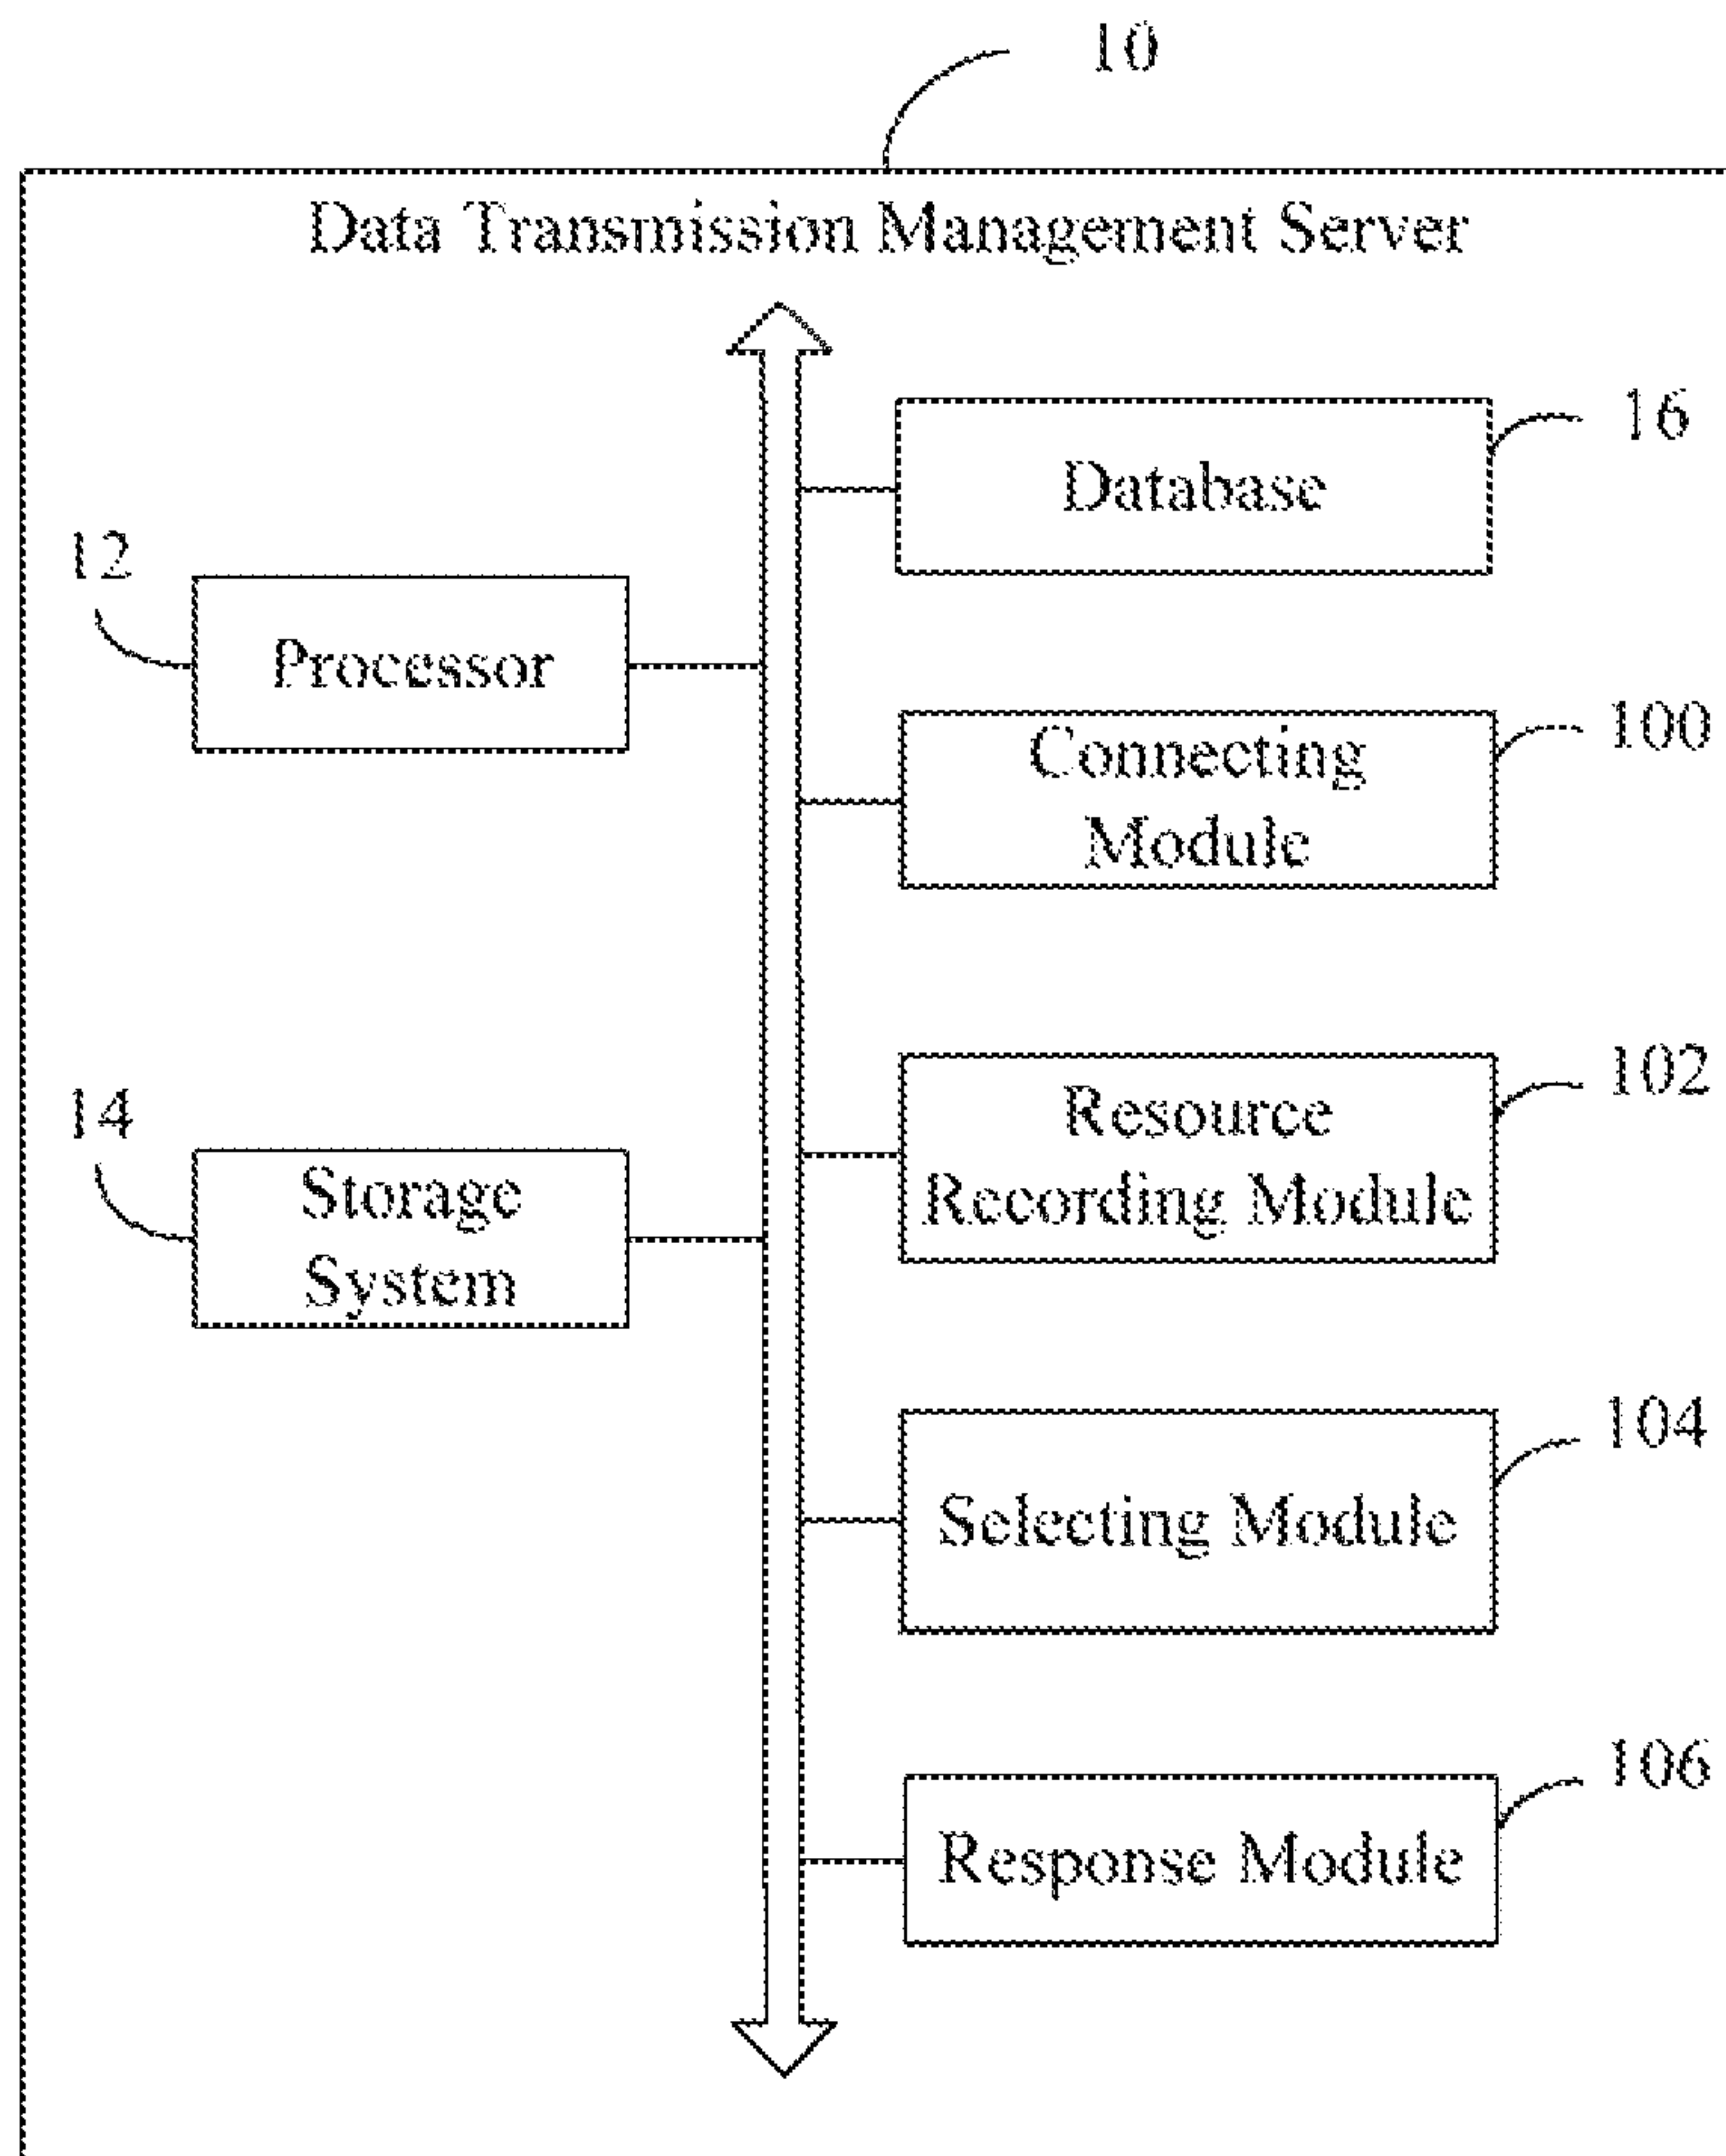 10
Data Transmission Management Server
16
Database
12
Processor
100
Connecting
Module
102
Resource
Recording Module
14
Storage
System
104
Selecting Module
106
Response Module